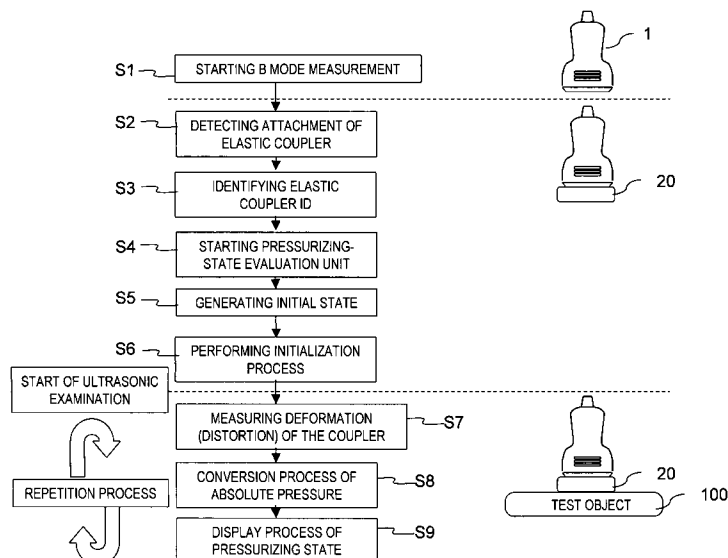 S1
STARTING B MODE MEASUREMENT
1
S2
DETECTING ATTACHMENT OF
ELASTIC COUPLER
20
S3
IDENTIFYING ELASTIC
COUPLER ID
S4
STARTING PRESSURIZING-
STATE EVALUATION UNIT
S5
GENERATING INITIAL STATE
S6
PERFORMING INITIALIZATION
PROCESS
START OF ULTRASONIC
EXAMINATION
MEASURING DEFORMATION
(DISTORTION) OF THE COUPLER
S7
REPETITION PROCESS
CONVERSION PROCESS OF
ABSOLUTE PRESSURE
S8
20
TEST OBJECT
100
DISPLAY PROCESS OF
PRESSURIZING STATE
S9